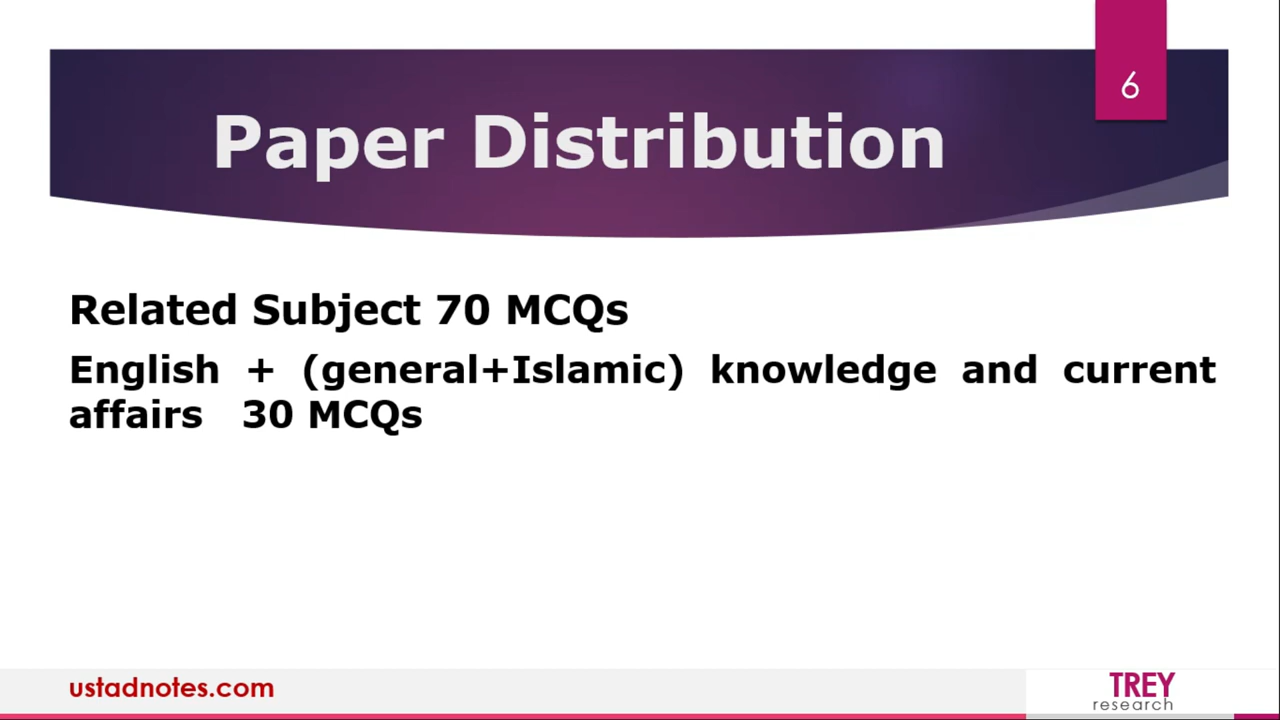 6
Paper Distribution
Related Subject 70 MCQs
English + (general+Islamic) knowledge and current
affairs 30 MCQs
ustadnotes.com
TREY
research